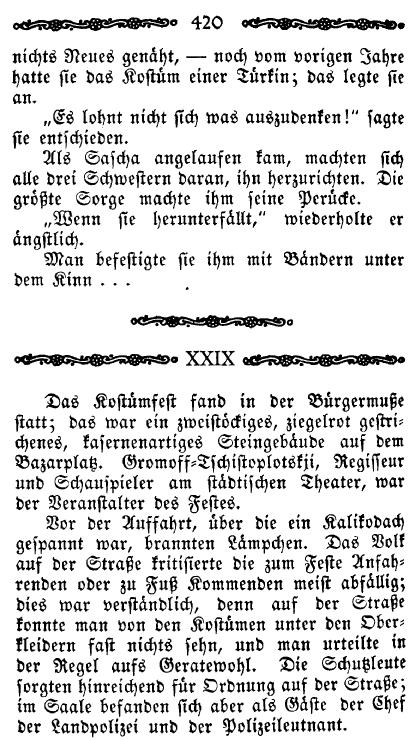 420
nichts Neues genäht, — noch vom vorigen Jahre
hatte sie das Kostüm einer Türkin; das legte sie
an.
„Es lohnt nicht sich was auszudenken!“ sagte
sie entschieden.
Als Sascha angelaufen kam, machten sich
alle drei Schwestern daran, ihn herzurichten. Die
größte Sorge machte ihm seine Perücke.
„Wenn sie herunterfällt,“ wiederholte er
ängstlich.
Man befestigte sie ihm mit Bändern unter
dem Kinn . . .
XXIX
Das Kostümfest fand in der Bürgermuße
statt; das war ein zweistöckiges, ziegelrot gestri-
chenes, kasernenartiges Steingebäude auf dem
Bazarplatz. Gromoff-Tschistoplotskji, Regisseur
und Schauspieler am städtischen Theater, war
der Veranstalter des Festes.
Vor der Auffahrt, über die ein Kalikodach
gespannt war, brannten Lämpchen. Das Volk
auf der Straße kritisierte die zum Feste Anfah-
renden oder zu Fuß Kommenden meist abfällig;
dies war verständlich, denn auf der Straße
konnte man von den Kostümen unter den Ober-
kleidern fast nichts sehn, und man urteilte in
der Regel aufs Geratewohl. Die Schutzleute
sorgten hinreichend für Ordnung auf der Straße;
im Saale befanden sich aber als Gäste der Chef
der Landpolizei und der Polizeileutnant.